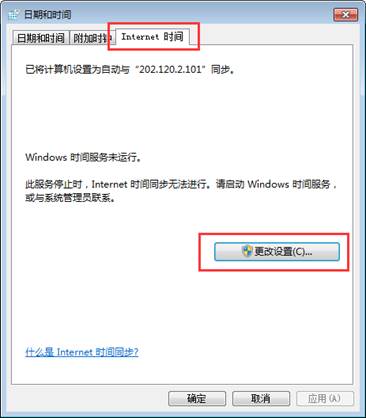 日期和时间
日期和时间 附加时钟 Internet 时间
已将计算机设置为自动与“202.120.2.101”同步。
Windows 时间服务未运行。
此服务停止时，Internet 时间同步无法进行。请启动 Windows 时间服务，
或与系统管理员联系。
更改设置(C)...
什么是 Internet 时间同步?
确定 取消 应用(A)